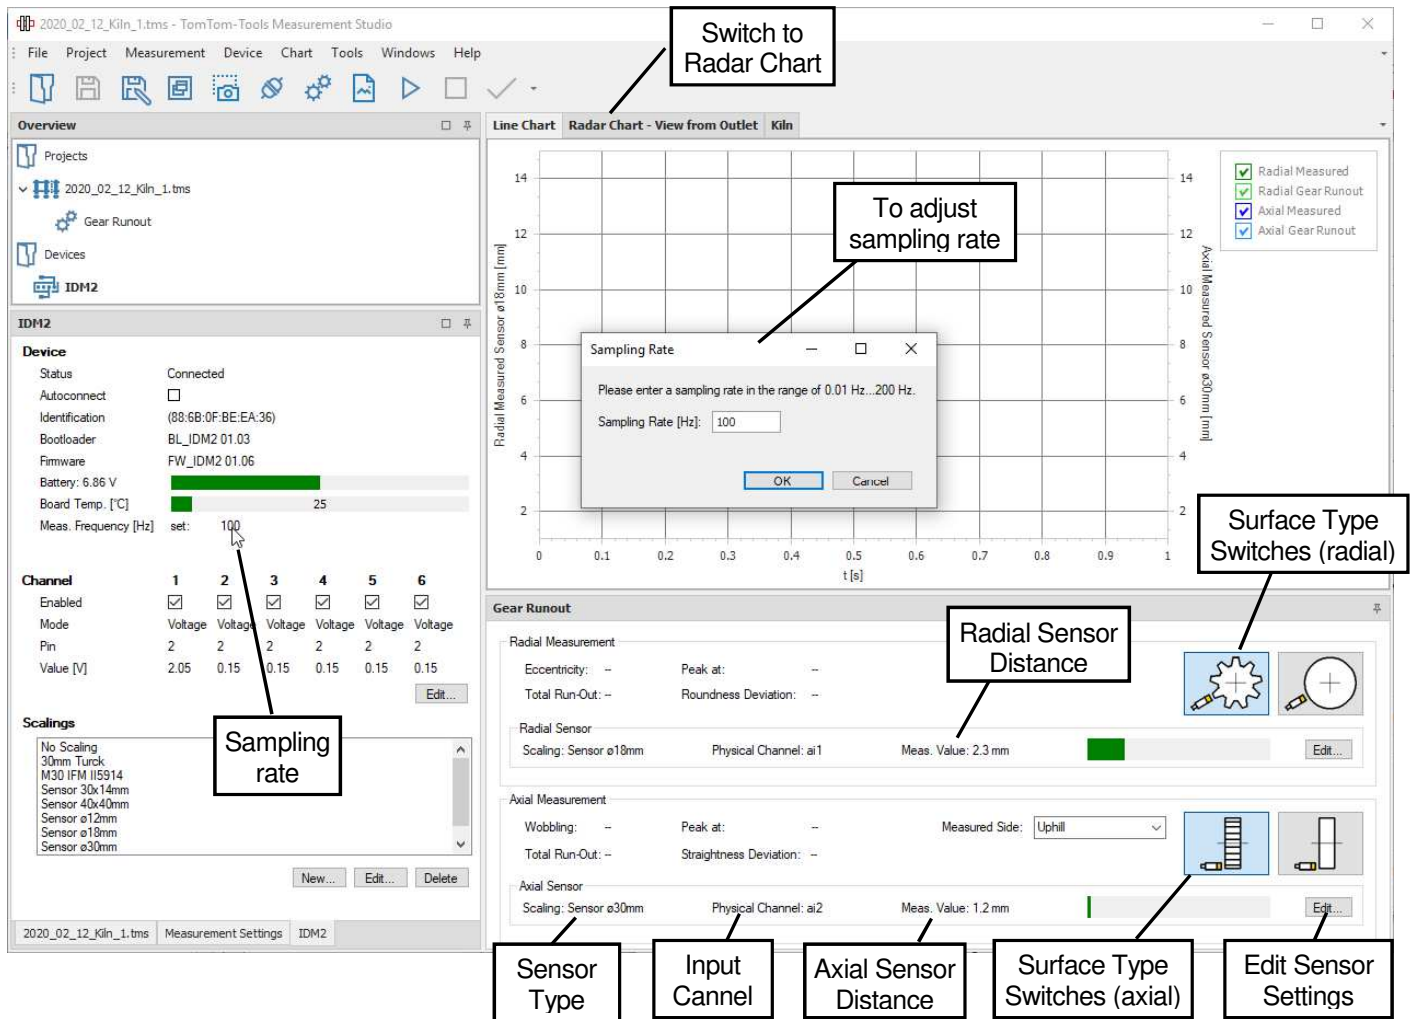 2020_02_12_Kiln_1.tms - TomTom-Tools Measurement Studio
File Project Measurement Device Chart Tools Windows Help
Switch to
Radar Chart
Overview
Projects
2020_02_12_Kiln_1.tms
Gear Runout
Devices
IDM2
IDM2
Device
Status Connected
Autoconnect
Identification (88:6B:0F:BE:EA:36)
Bootloader BL_IDM2 01.03
Firmware FW_IDM2 01.06
Battery: 6.86 V
Board Temp. [°C] 25
Meas. Frequency [Hz] set: 100
Channel 1 2 3 4 5 6
Enabled
Mode Voltage Voltage Voltage Voltage Voltage Voltage
Pin 2 2 2 2 2 2
Value [V] 2.05 0.15 0.15 0.15 0.15 0.15
Edit...
Scalings
No Scaling
30mm Turck
M30 IFM II5914
Sensor 30x14mm
Sensor 40x40mm
Sensor ø12mm
Sensor ø18mm
Sensor ø30mm
Sampling
rate
New... Edit... Delete
2020_02_12_Kiln_1.tms Measurement Settings IDM2
Line Chart Radar Chart - View from Outlet Kiln
Radial Measured Sensor ø18mm [mm]
14
12
10
8
6
4
2
0 0.1 0.2 0.3 0.4 0.5 0.6 0.7 0.8 0.9 1
t [s]
14
12
10
8
6
4
2
Axial Measured Sensor ø30mm [mm]
Radial Measured
Radial Gear Runout
Axial Measured
Axial Gear Runout
To adjust
sampling rate
Sampling Rate
Please enter a sampling rate in the range of 0.01 Hz...200 Hz.
Sampling Rate [Hz]: 100
OK Cancel
Surface Type
Switches (radial)
Gear Runout
Radial Measurement
Eccentricity: -- Peak at: --
Total Run-Out: -- Roundness Deviation: --
Radial Sensor
Distance
Radial Sensor
Scaling: Sensor ø18mm Physical Channel: ai1 Meas. Value: 2.3 mm Edit...
Axial Measurement
Wobbling: -- Peak at: -- Measured Side: Uphill
Total Run-Out: -- Straightness Deviation: --
Axial Sensor
Scaling: Sensor ø30mm Physical Channel: ai2 Meas. Value: 1.2 mm Edit...
Sensor
Type
Input
Cannel
Axial Sensor
Distance
Surface Type
Switches (axial)
Edit Sensor
Settings